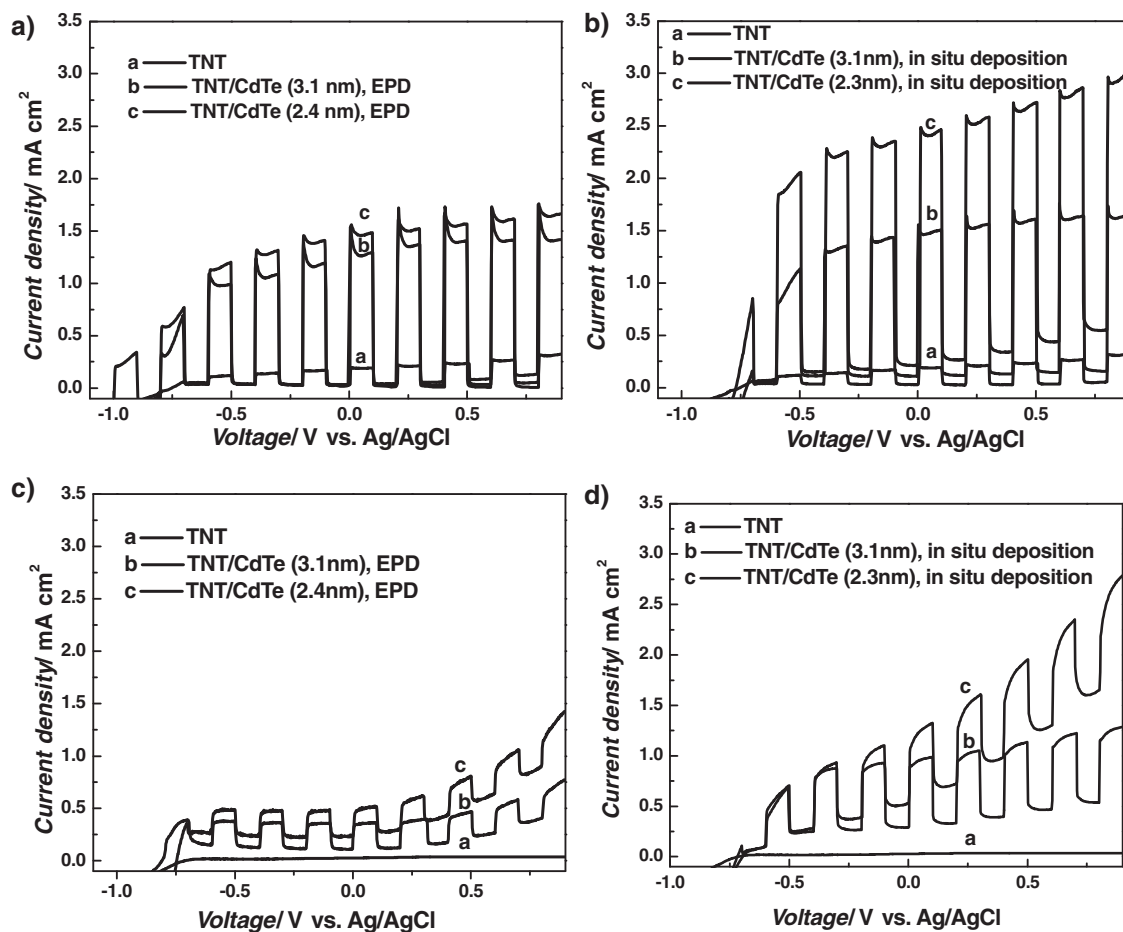 a)
a TNT
b TNT/CdTe (3.1 nm), EPD
c TNT/CdTe (2.4 nm), EPD
Current density/ mA cm²
3.5
3.0
2.5
2.0
1.5
1.0
0.5
0.0
c
b
a
-1.0 -0.5 0.0 0.5
Voltage/ V vs. Ag/AgCl
b)
a TNT
b TNT/CdTe (3.1nm), in situ deposition
c TNT/CdTe (2.3nm), in situ deposition
Current density/ mA cm²
3.5
3.0
2.5
2.0
1.5
1.0
0.5
0.0
c
b
a
-1.0 -0.5 0.0 0.5
Voltage/ V vs. Ag/AgCl
c)
a TNT
b TNT/CdTe (3.1nm), EPD
c TNT/CdTe (2.4nm), EPD
Current density/ mA cm²
3.5
3.0
2.5
2.0
1.5
1.0
0.5
0.0
c
b
a
-1.0 -0.5 0.0 0.5
Voltage/ V vs. Ag/AgCl
d)
a TNT
b TNT/CdTe (3.1nm), in situ deposition
c TNT/CdTe (2.3nm), in situ deposition
Current density/ mA cm²
3.5
3.0
2.5
2.0
1.5
1.0
0.5
0.0
c
b
a
-1.0 -0.5 0.0 0.5
Voltage/ V vs. Ag/AgCl